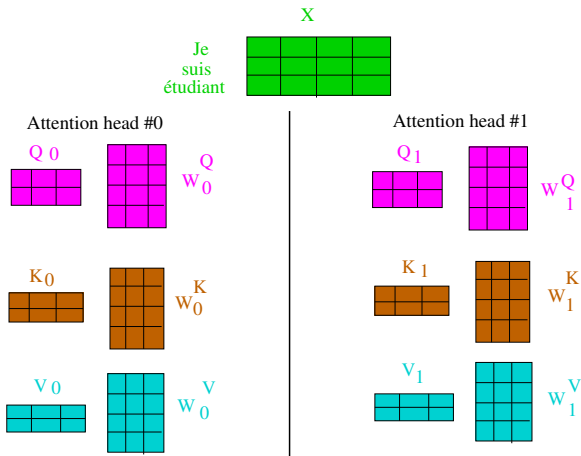 X
Je
suis
étudiant
Attention head #0
Attention head #1
Q 0
W 0 Q
Q 1
W 1 Q
K 0
W 0 K
K 1
W 1 K
V 0
W 0 V
V 1
W 1 V